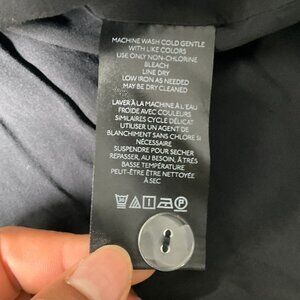 MACHINE WASH COLD GENTLE
WITH LIKE COLORS
USE ONLY NON-CHLORINE
BLEACH
LINE DRY
LOW IRON AS NEEDED
MAY BE DRY CLEANED
LAVER À LA MACHINE À L'EAU
FROIDE AVEC COULEURS
SIMILAIRES CYCLE DÉLICAT
UTILISER UN AGENT DE
BLANCHIMENT SANS CHLORE SI
NÉCESSAIRE
SUSPENDRE POUR SÉCHER
REPASSER, AU BESOIN, À TRÈS
BASSE TEMPÉRATURE
PEUT-ÊTRE ÊTRE NETTOYÉE
À SEC
P